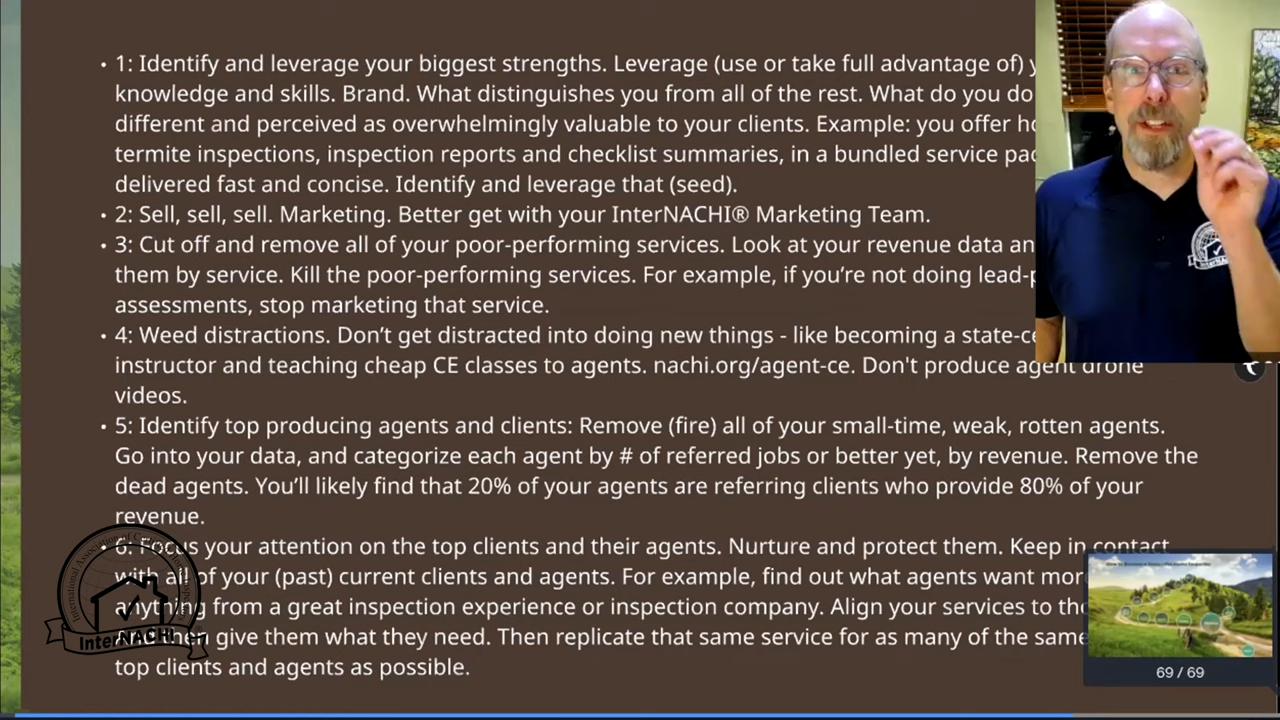 • 1: Identify and leverage your biggest strengths. Leverage (use or take full advantage of)
knowledge and skills. Brand. What distinguishes you from all of the rest. What do you do
different and perceived as overwhelmingly valuable to your clients. Example: you offer
termite inspections, inspection reports and checklist summaries, in a bundled service
delivered fast and concise. Identify and leverage that (seed).
• 2: Sell, sell, sell. Marketing. Better get with your InterNACHI® Marketing Team.
• 3: Cut off and remove all of your poor-performing services. Look at your revenue data
them by service. Kill the poor-performing services. For example, if you’re not doing
assessments, stop marketing that service.
• 4: Weed distractions. Don’t get distracted into doing new things - like becoming a
instructor and teaching cheap CE classes to agents. nachi.org/agent-ce. Don't produce agent drone
videos.
• 5: Identify top producing agents and clients: Remove (fire) all of your small-time, weak, rotten agents.
Go into your data, and categorize each agent by # of referred jobs or better yet, by revenue. Remove the
dead agents. You’ll likely find that 20% of your agents are referring clients who provide 80% of your
revenue.
• 6: Focus your attention on the top clients and their agents. Nurture and protect them. Keep in contact
with all of your (past) current clients and agents. For example, find out what agents want
anything from a great inspection experience or inspection company. Align your services to
then give them what they need. Then replicate that same service for as many of the same
top clients and agents as possible.
InterNACHI
69 / 69